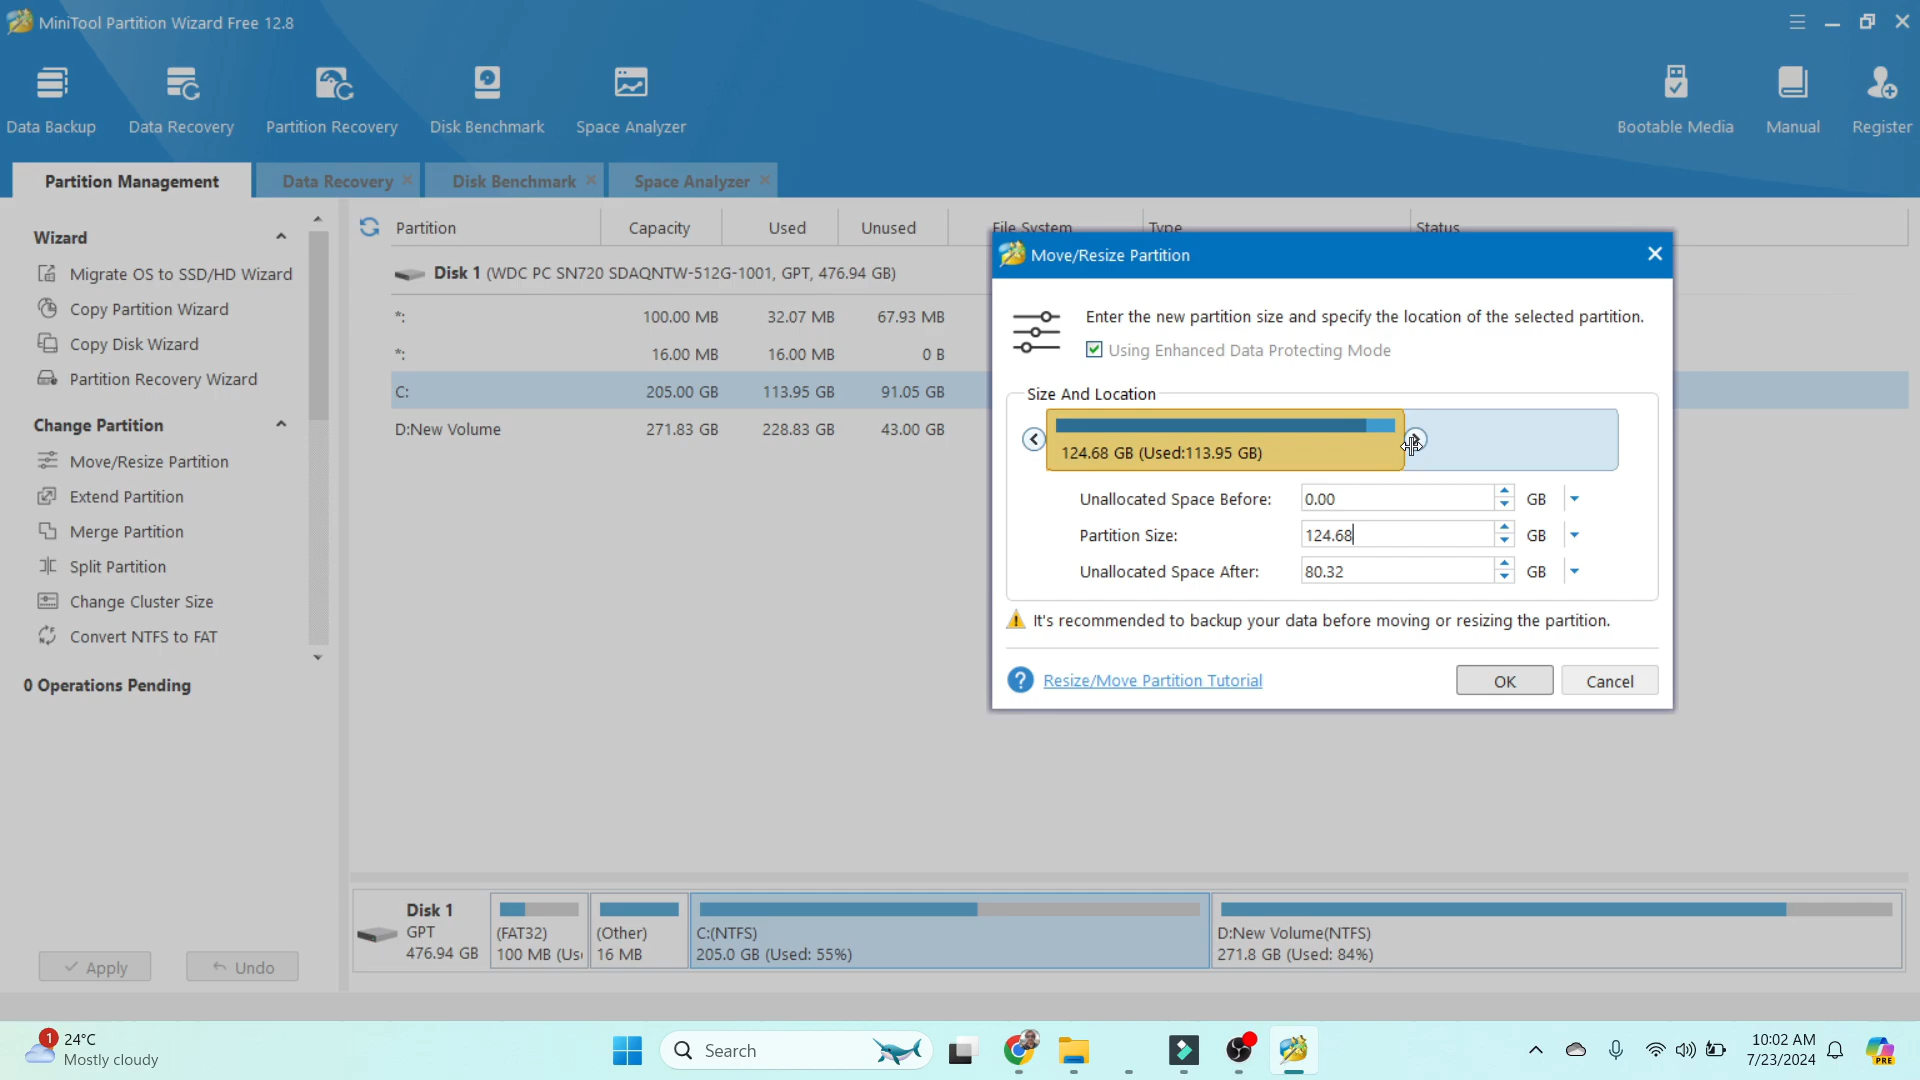 MiniTool Partition Wizard Free 12.8
Data Backup
Data Recovery
Partition Recovery
Disk Benchmark
Space Analyzer
Bootable Media
Manual
Register
Partition Management
Data Recovery
Disk Benchmark
Space Analyzer
Wizard
Migrate OS to SSD/HD Wizard
Copy Partition Wizard
Copy Disk Wizard
Partition Recovery Wizard
Change Partition
Move/Resize Partition
Extend Partition
Merge Partition
Split Partition
Change Cluster Size
Convert NTFS to FAT
0 Operations Pending
Apply
Undo
Partition Capacity Used Unused File System Type Status
Disk 1 (WDC PC SN720 SDAQNTW-512G-1001, GPT, 476.94 GB)
*: 100.00 MB 32.07 MB 67.93 MB
*: 16.00 MB 16.00 MB 0 B
C: 205.00 GB 113.95 GB 91.05 GB
D:New Volume 271.83 GB 228.83 GB 43.00 GB
Move/Resize Partition
Enter the new partition size and specify the location of the selected partition.
Using Enhanced Data Protecting Mode
Size And Location
124.68 GB (Used:113.95 GB)
Unallocated Space Before: 0.00 GB
Partition Size: 124.68 GB
Unallocated Space After: 80.32 GB
It's recommended to backup your data before moving or resizing the partition.
Resize/Move Partition Tutorial
OK
Cancel
Disk 1
GPT
476.94 GB
(FAT32)
100 MB (Us
(Other)
16 MB
C:(NTFS)
205.0 GB (Used: 55%)
D:New Volume(NTFS)
271.8 GB (Used: 84%)
1
24°C
Mostly cloudy
Search
10:02 AM
7/23/2024
PRE